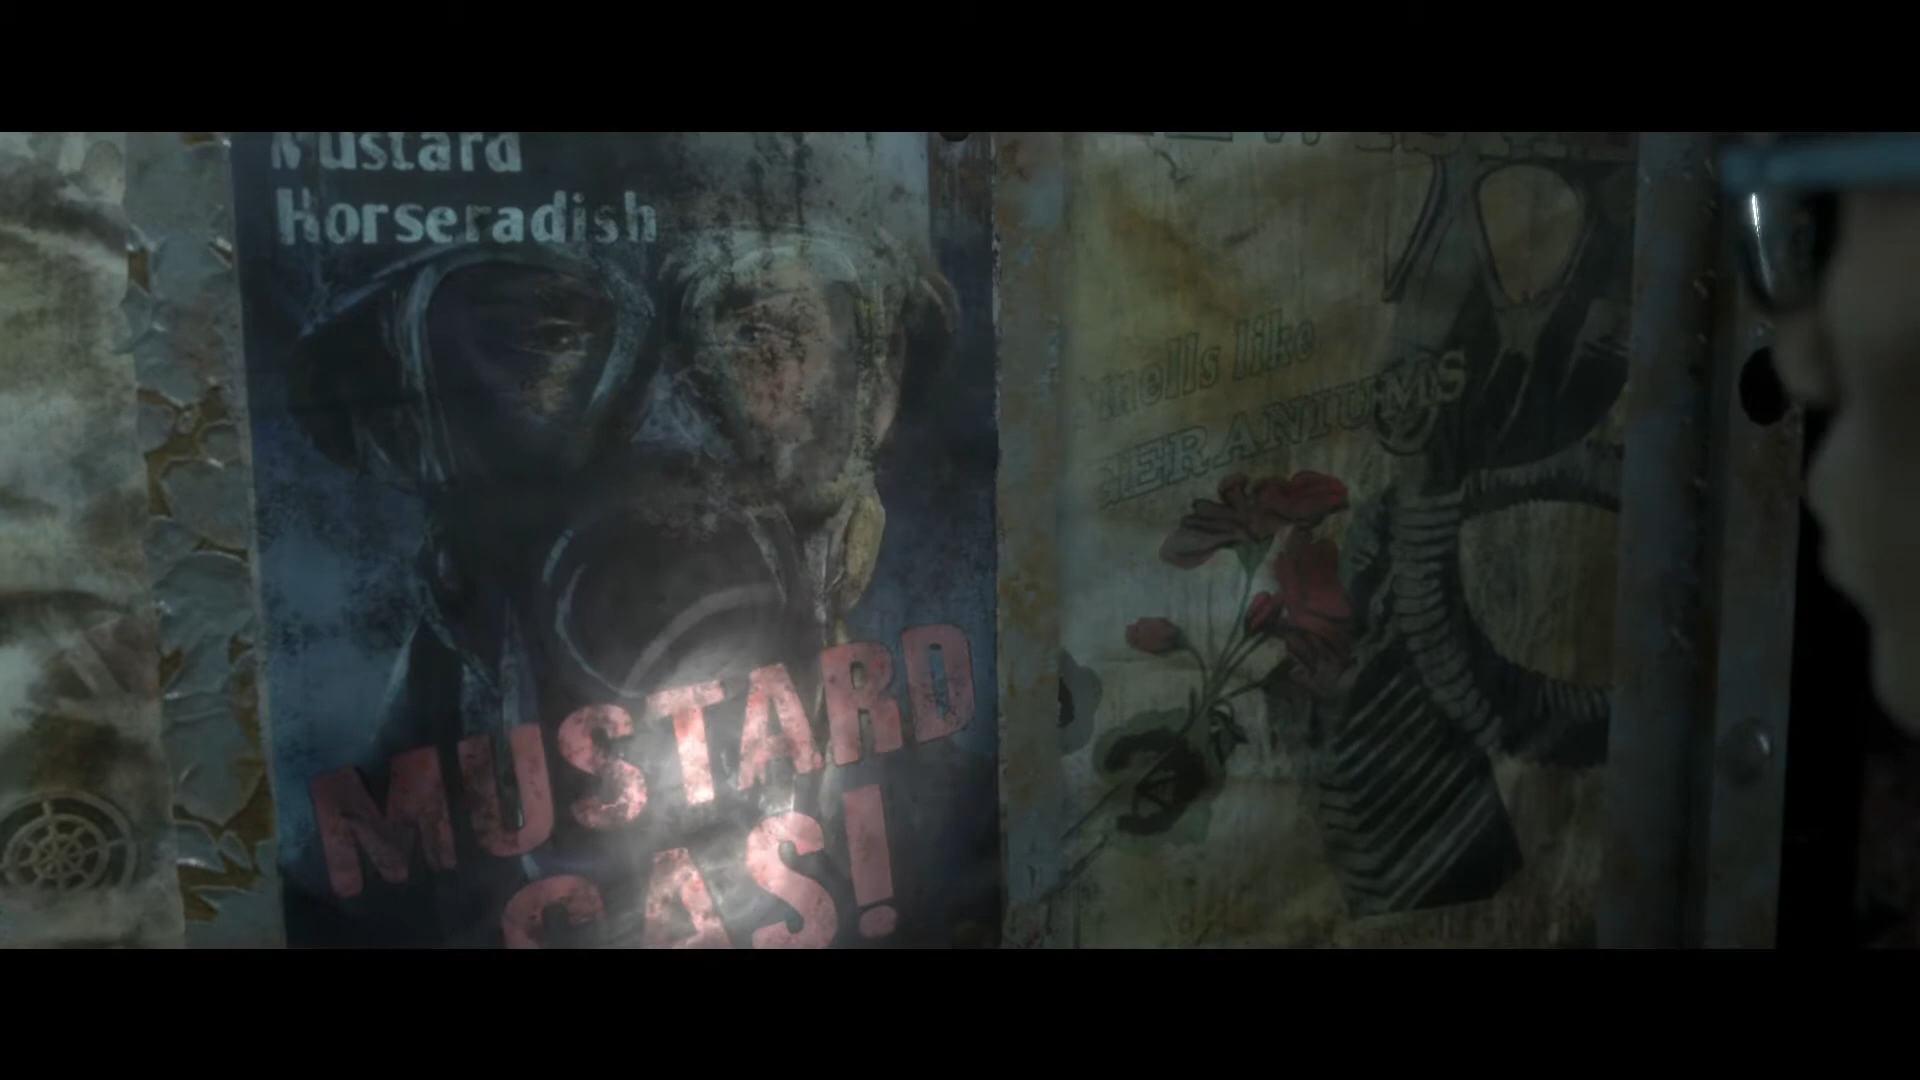 Mustard
Horseradish
MUSTARD
GAS!
smells like
GERANIUMS